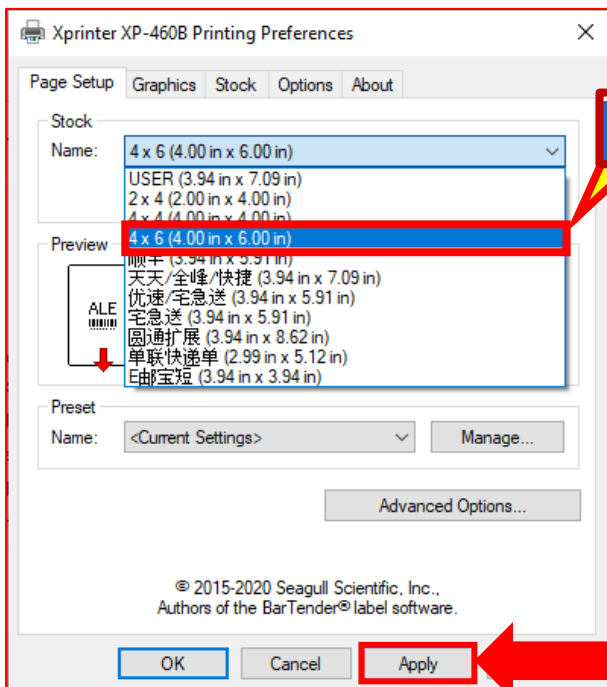 Xprinter XP-460B Printing Preferences
Page Setup Graphics Stock Options About
Stock
Name: 4 x 6 (4.00 in x 6.00 in)
USER (3.94 in x 7.09 in)
2 x 4 (2.00 in x 4.00 in)
4 x 4 (4.00 in x 4.00 in)
4 x 6 (4.00 in x 6.00 in)
顺丰 (3.94 in x 5.91 in)
天天/全峰/快捷 (3.94 in x 7.09 in)
优速/宅急送 (3.94 in x 5.91 in)
宅急送 (3.94 in x 5.91 in)
圆通扩展 (3.94 in x 8.62 in)
单联快递单 (2.99 in x 5.12 in)
E邮宝短 (3.94 in x 3.94 in)
Preview
ALE
Preset
Name: <Current Settings> Manage...
Advanced Options...
© 2015-2020 Seagull Scientific, Inc.,
Authors of the BarTender® label software.
OK Cancel Apply